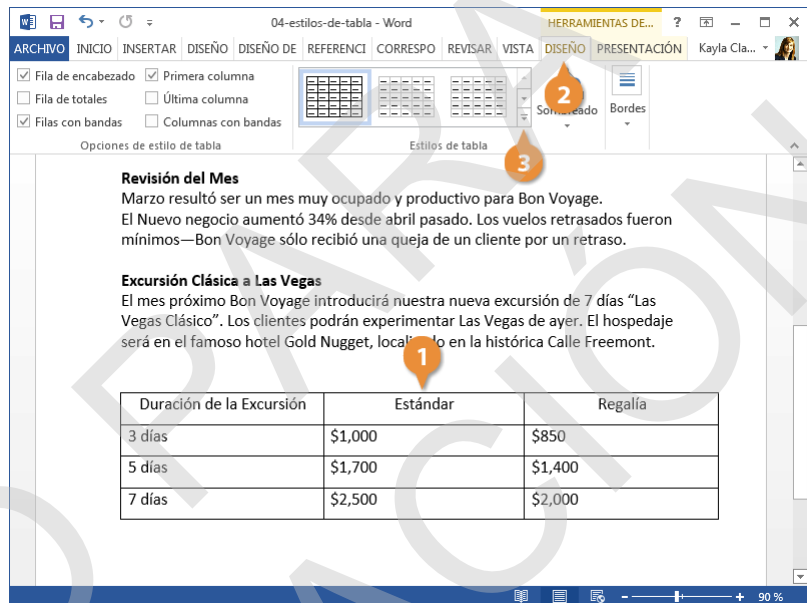 04-estilos-de-tabla - Word
HERRAMIENTAS DE...
ARCHIVO INICIO INSERTAR DISEÑO DISEÑO DE REFERENCI CORRESPO REVISAR VISTA DISEÑO PRESENTACIÓN Kayla Cla...
Fila de encabezado Primera columna
Fila de totales Última columna
Filas con bandas Columnas con bandas
Opciones de estilo de tabla
Bordes
Estilos de tabla
2
3
Revisión del Mes
Marzo resultó ser un mes muy ocupado y productivo para Bon Voyage.
El Nuevo negocio aumentó 34% desde abril pasado. Los vuelos retrasados fueron
mínimos—Bon Voyage sólo recibió una queja de un cliente por un retraso.
Excursión Clásica a Las Vegas
El mes próximo Bon Voyage introducirá nuestra nueva excursión de 7 días “Las
Vegas Clásico”. Los clientes podrán experimentar Las Vegas de ayer. El hospedaje
será en el famoso hotel Gold Nugget, en la histórica Calle Freemont.
1
Duración de la Excursión Estándar Regalía
3 días $1,000 $850
5 días $1,700 $1,400
7 días $2,500 $2,000
90 %